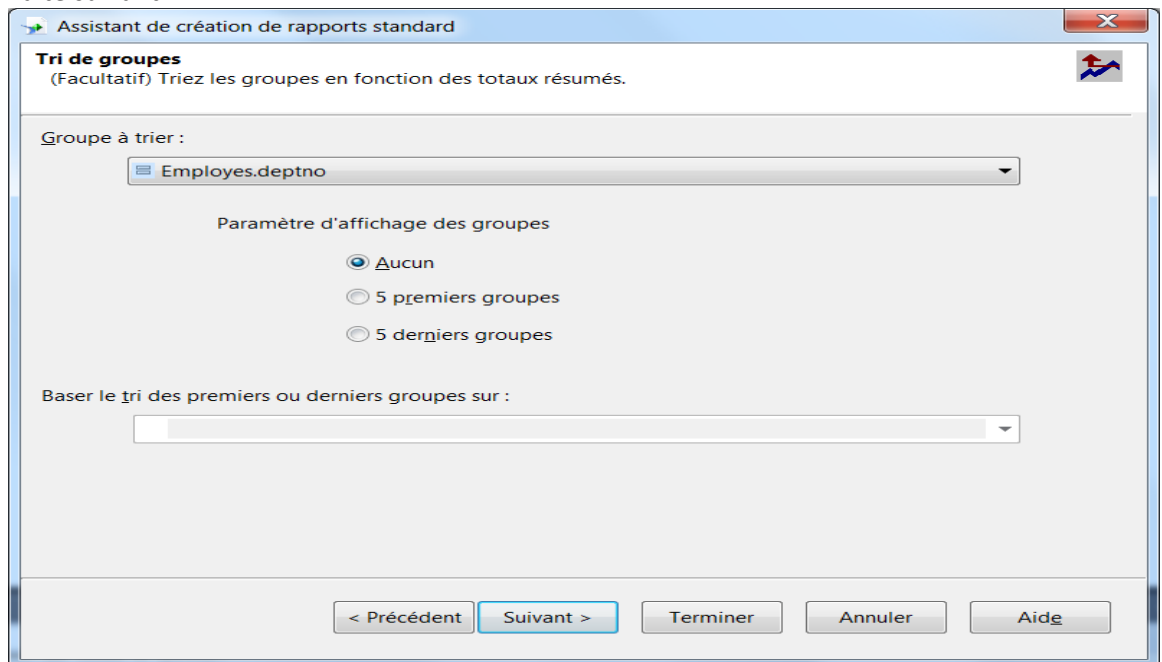 Assistant de création de rapports standard
Tri de groupes
(Facultatif) Triez les groupes en fonction des totaux résumés.
Groupe à trier :
Employes.deptno
Paramètre d'affichage des groupes
Aucun
5 premiers groupes
5 derniers groupes
Baser le tri des premiers ou derniers groupes sur :
< Précédent Suivant > Terminer Annuler Aide